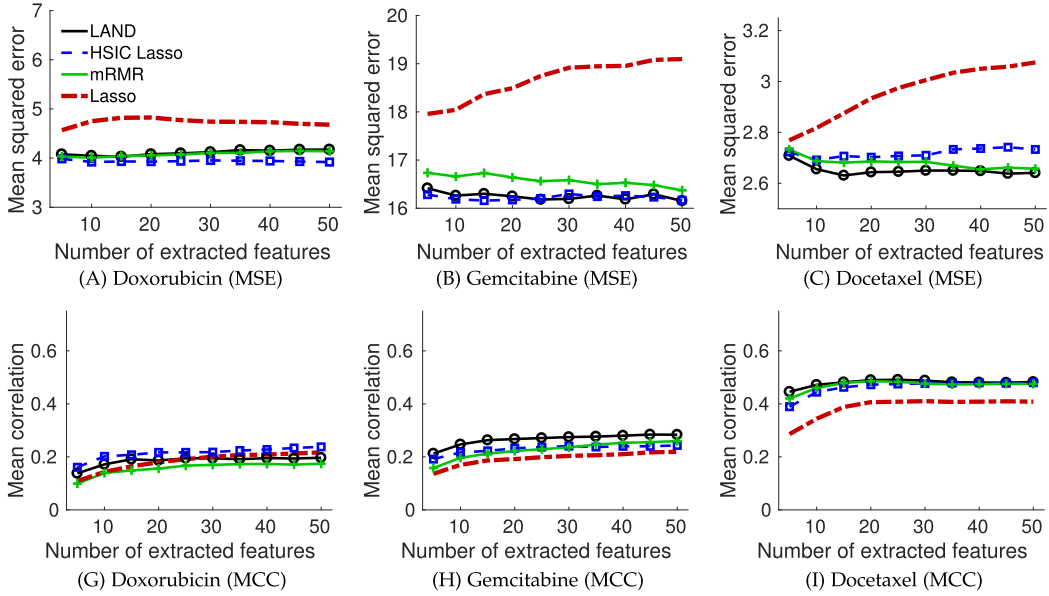 Mean squared error
7
6
5
4
3
LAND
HSIC Lasso
mRMR
Lasso
10 20 30 40 50
Number of extracted features
(A) Doxorubicin (MSE)
Mean squared error
20
19
18
17
16
10 20 30 40 50
Number of extracted features
(B) Gemcitabine (MSE)
Mean squared error
3.2
3
2.8
2.6
10 20 30 40 50
Number of extracted features
(C) Docetaxel (MSE)
Mean correlation
0.6
0.4
0.2
0
10 20 30 40 50
Number of extracted features
(G) Doxorubicin (MCC)
Mean correlation
0.6
0.4
0.2
0
10 20 30 40 50
Number of extracted features
(H) Gemcitabine (MCC)
Mean correlation
0.6
0.4
0.2
0
10 20 30 40 50
Number of extracted features
(I) Docetaxel (MCC)